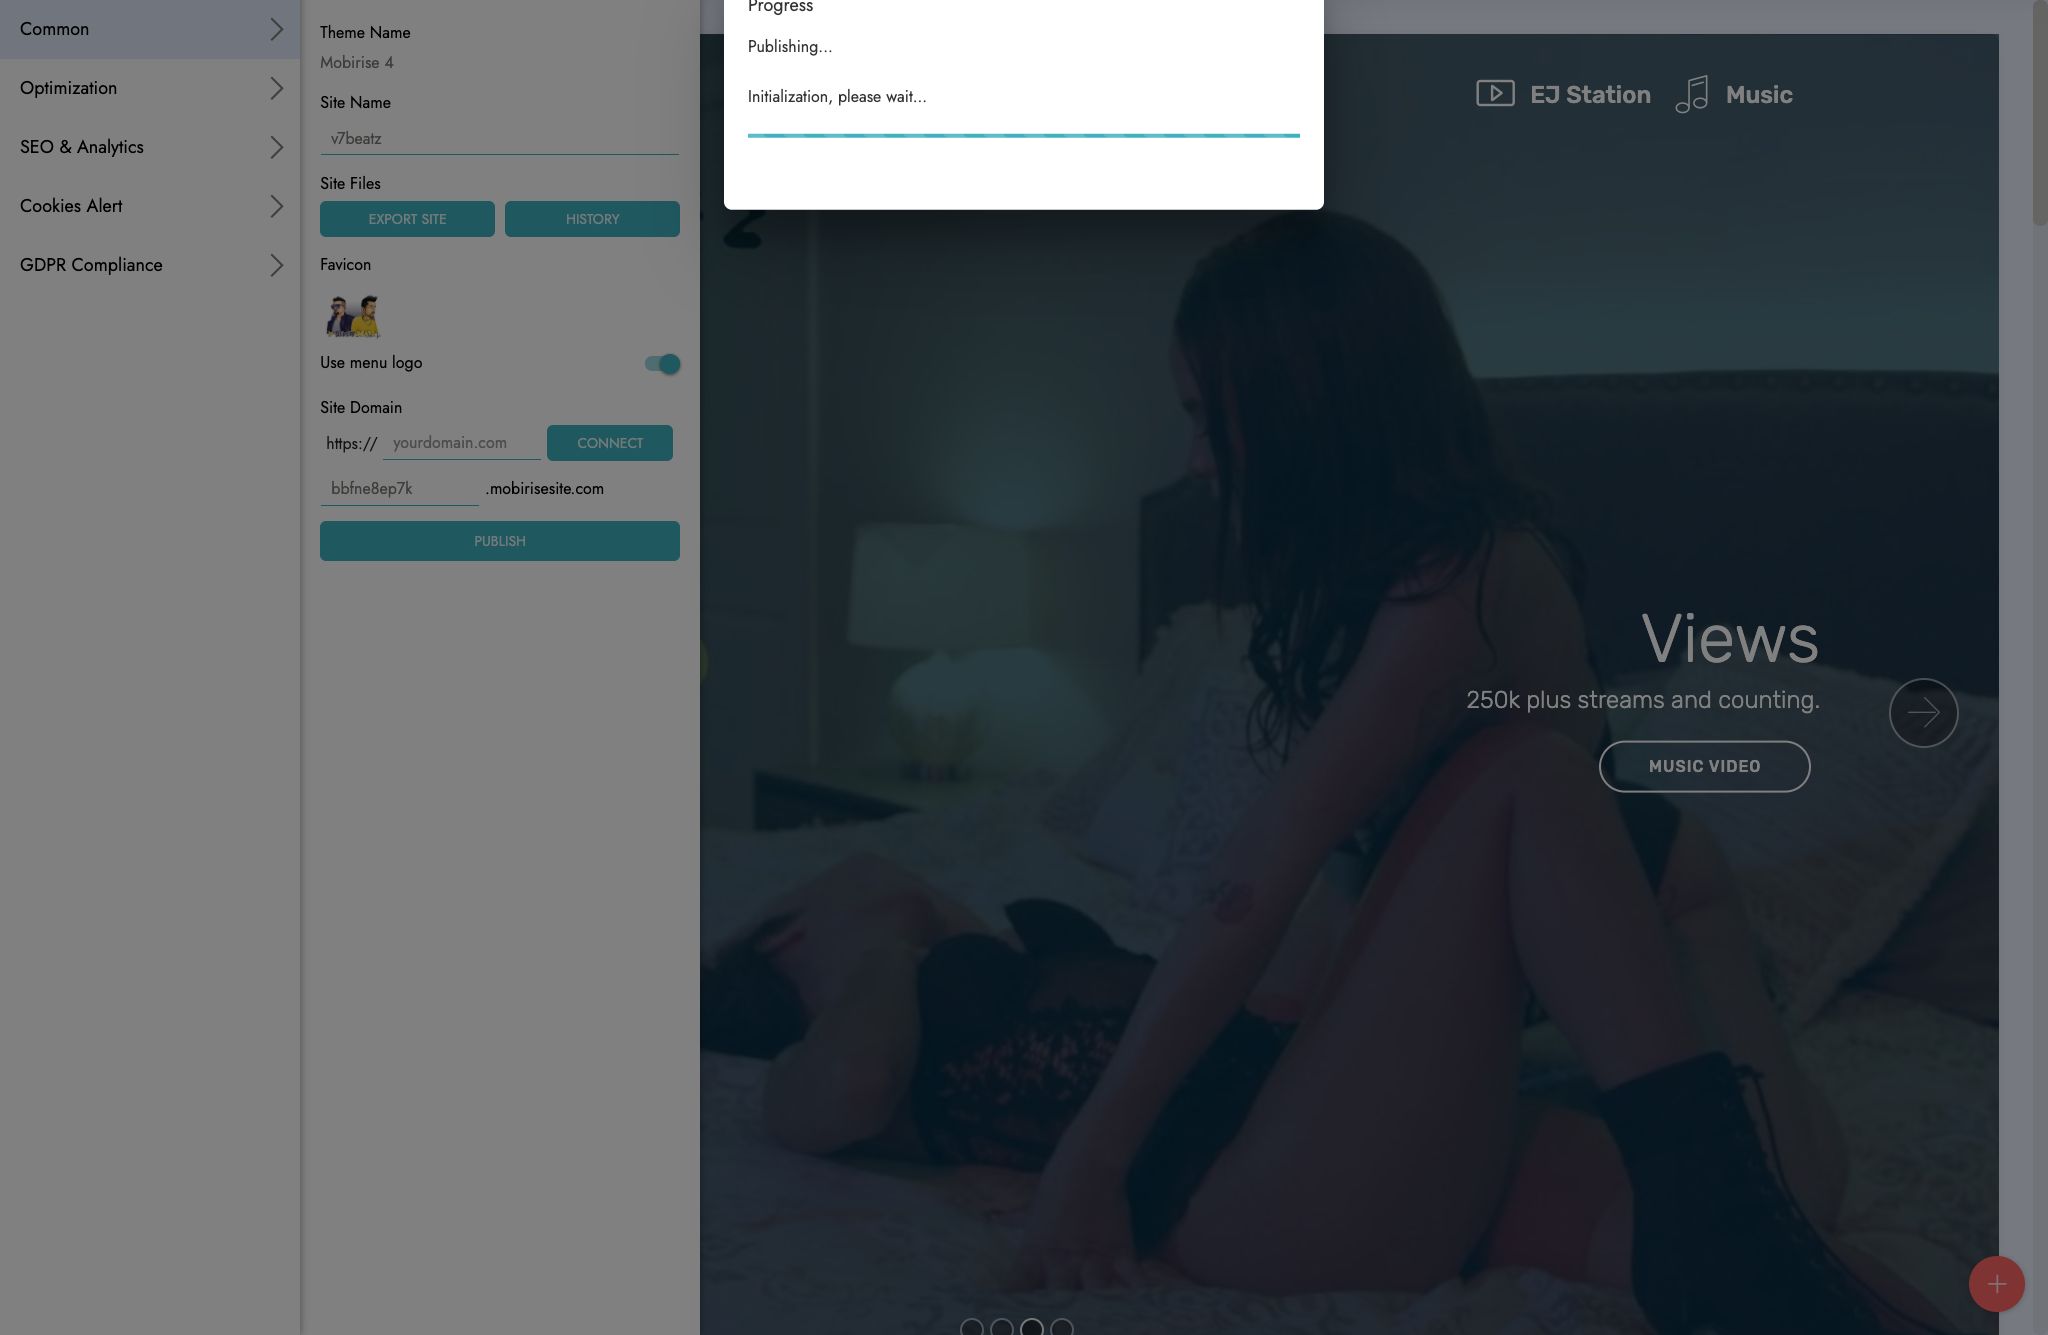 Common
Optimization
SEO & Analytics
Cookies Alert
GDPR Compliance
Theme Name
Mobirise 4
Site Name
v7beatz
Site Files
EXPORT SITE
HISTORY
Favicon
Use menu logo
Site Domain
https:// yourdomain.com CONNECT
bbfne8ep7k .mobirisesite.com
PUBLISH
Progress
Publishing...
Initialization, please wait...
EJ Station
Music
Views
250k plus streams and counting.
MUSIC VIDEO